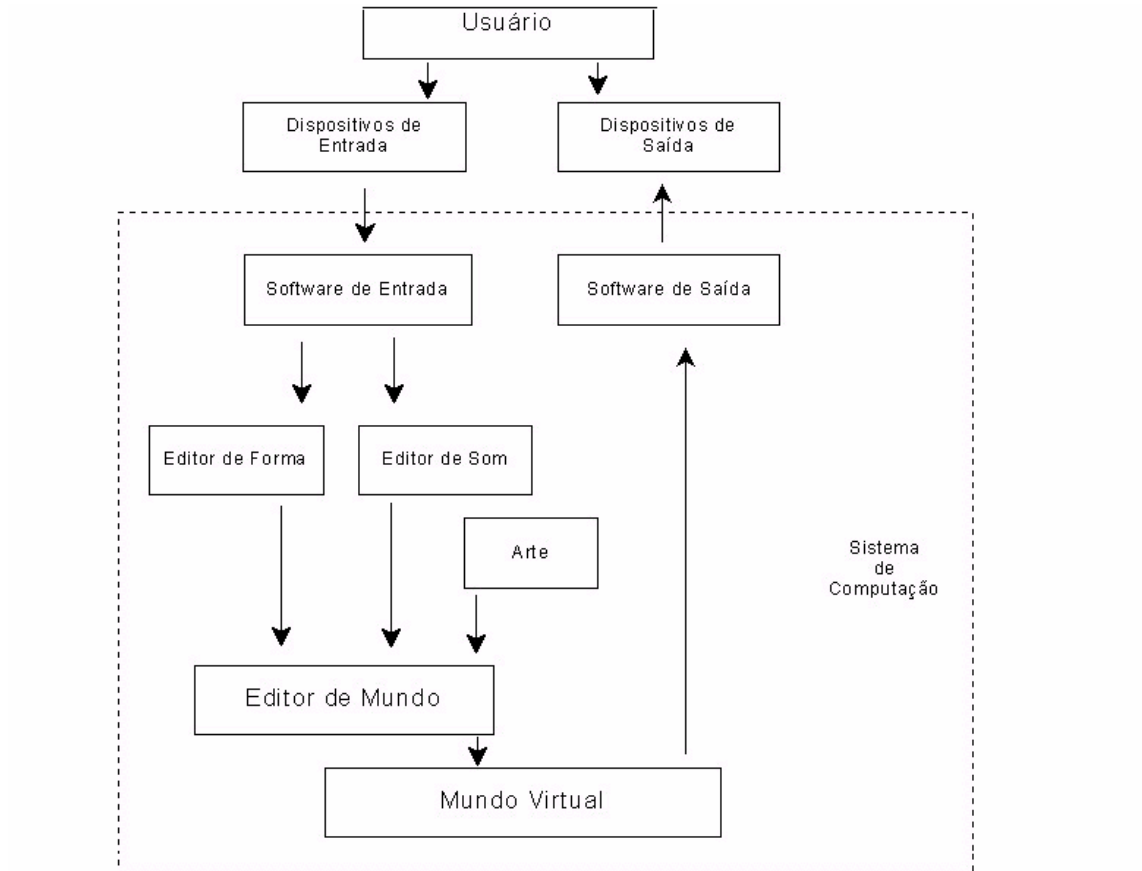 Usuário
Dispositivos de
Entrada
Dispositivos de
Saída
Software de Entrada
Software de Saída
Editor de Forma
Editor de Som
Arte
Sistema
de
Computação
Editor de Mundo
Mundo Virtual